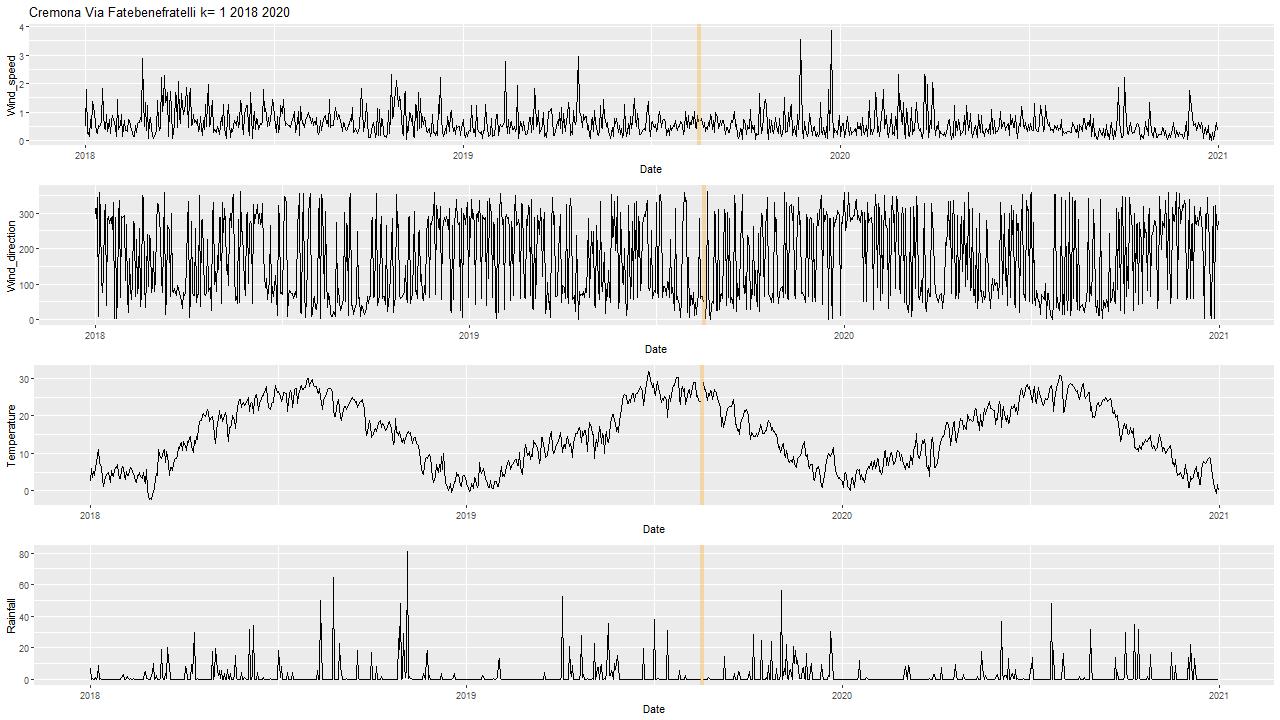 Cremona Via Fatebenefratelli k= 1 2018 2020
Wind_speed
4
3
2
1
0
2018 2019 2020 2021
Date
Wind_direction
300
200
100
0
2018 2019 2020 2021
Date
Temperature
30
20
10
0
2018 2019 2020 2021
Date
Rainfall
80
60
40
20
0
2018 2019 2020 2021
Date